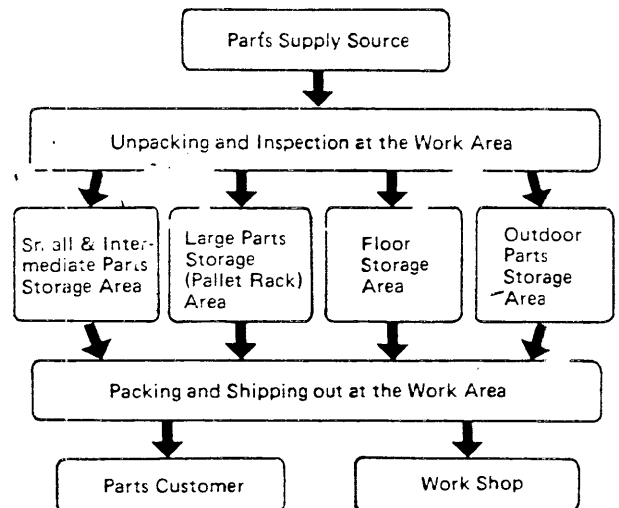 Parts Supply Source
Unpacking and Inspection at the Work Area
Small & Inter-
mediate Parts
Storage Area
Large Parts
Storage
(Pallet Rack)
Area
Floor
Storage
Area
Outdoor
Parts
Storage
Area
Packing and Shipping out at the Work Area
Parts Customer
Work Shop